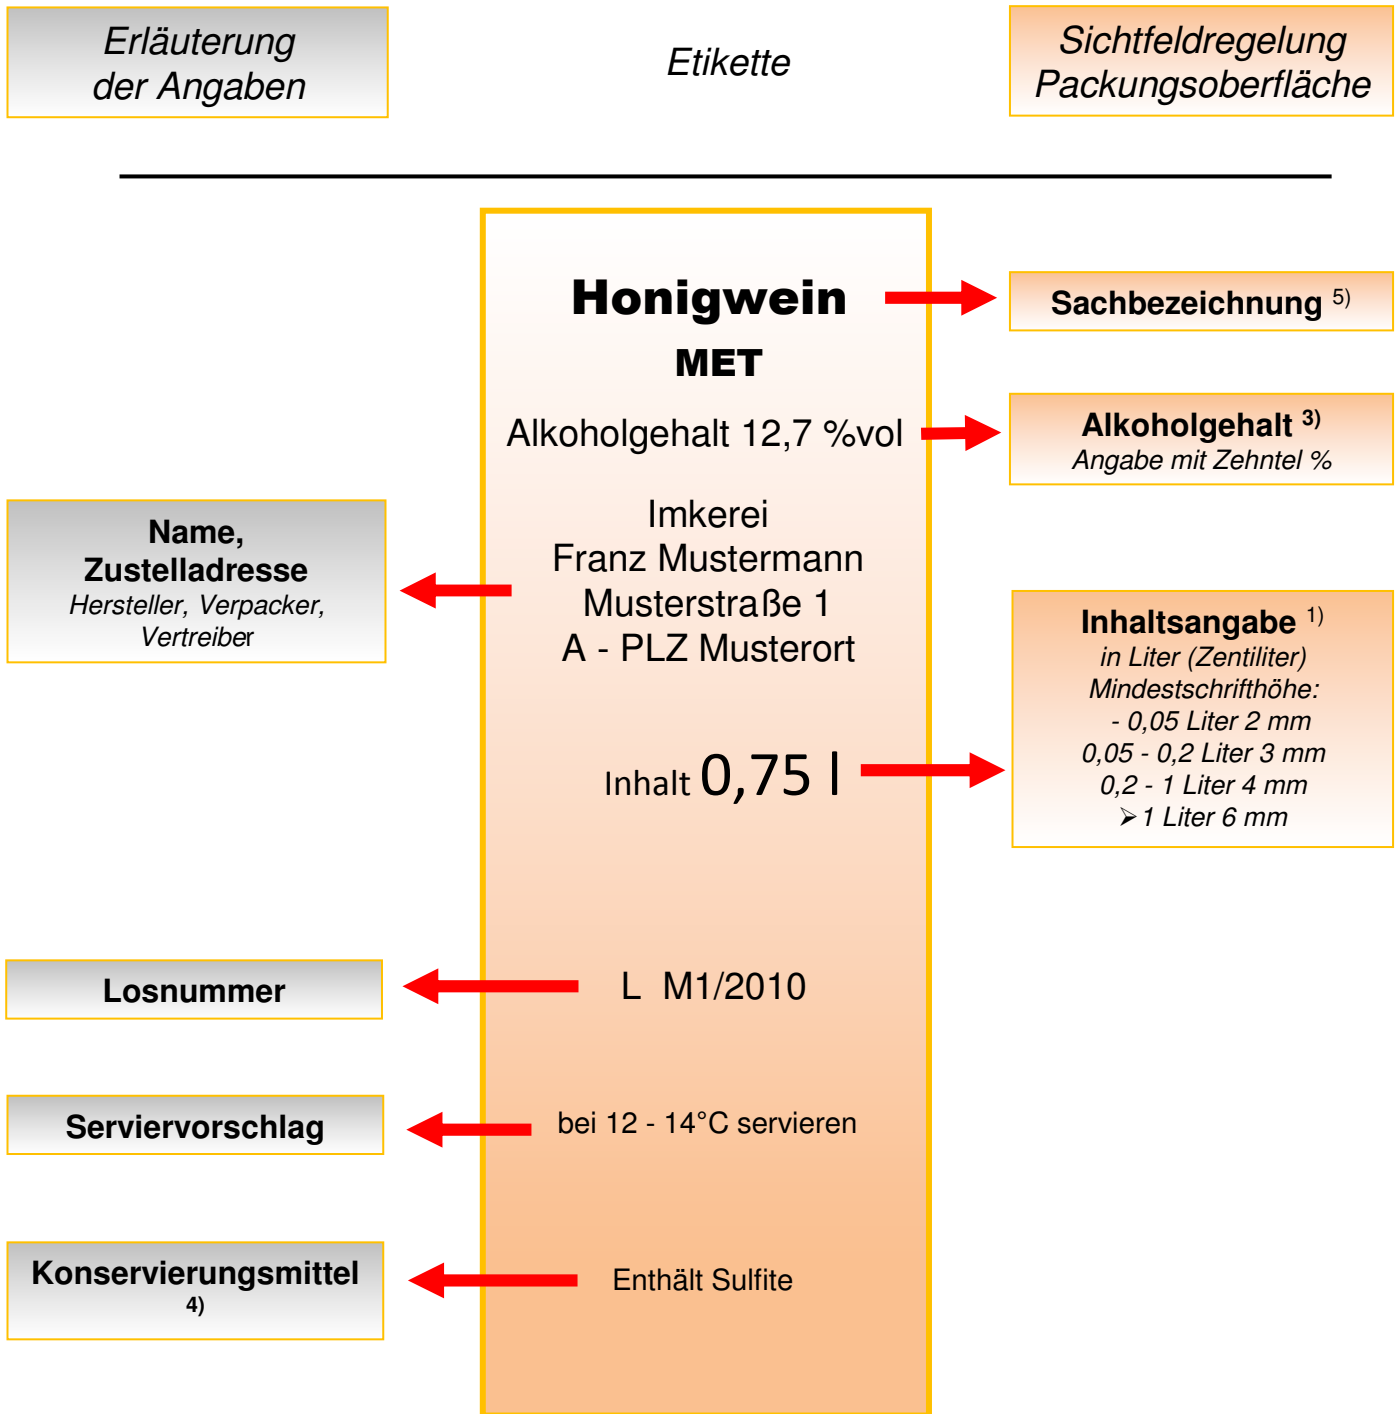 Erläuterung
der Angaben
Etikette
Sichtfeldregelung
Packungsoberfläche
Honigwein
MET
Sachbezeichnung 5)
Alkoholgehalt 12,7 %vol
Alkoholgehalt 3)
Angabe mit Zehntel %
Name,
Zustelladresse
Hersteller, Verpacker,
Vertreiber
Imkerei
Franz Mustermann
Musterstraße 1
A - PLZ Musterort
Inhaltsangabe 1)
in Liter (Zentiliter)
Mindestschrifthöhe:
- 0,05 Liter 2 mm
0,05 - 0,2 Liter 3 mm
0,2 - 1 Liter 4 mm
➢ 1 Liter 6 mm
Inhalt 0,75 l
Losnummer
L M1/2010
Serviervorschlag
bei 12 - 14°C servieren
Konservierungsmittel
4)
Enthält Sulfite